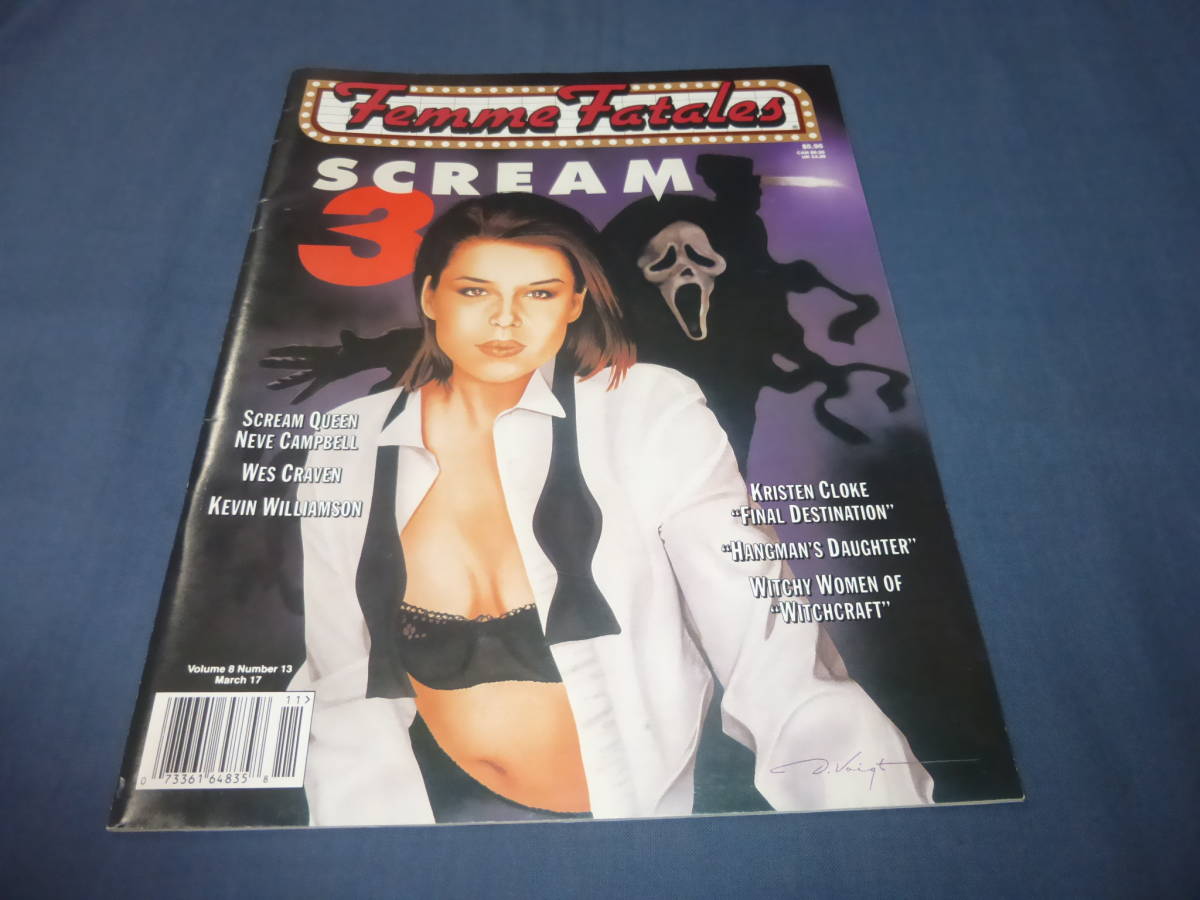 Femme Fatales
$5.95
SCREAM
3
SCREAM QUEEN
NEVE CAMPBELL
WES CRAVEN
KEVIN WILLIAMSON
KRISTEN CLOKE
"FINAL DESTINATION"
"HANGMAN'S DAUGHTER"
WITCHY WOMEN OF
"WITCHCRAFT"
Volume 8 Number 13
March 17
11>
0 73361 64835 8
D. Voigt